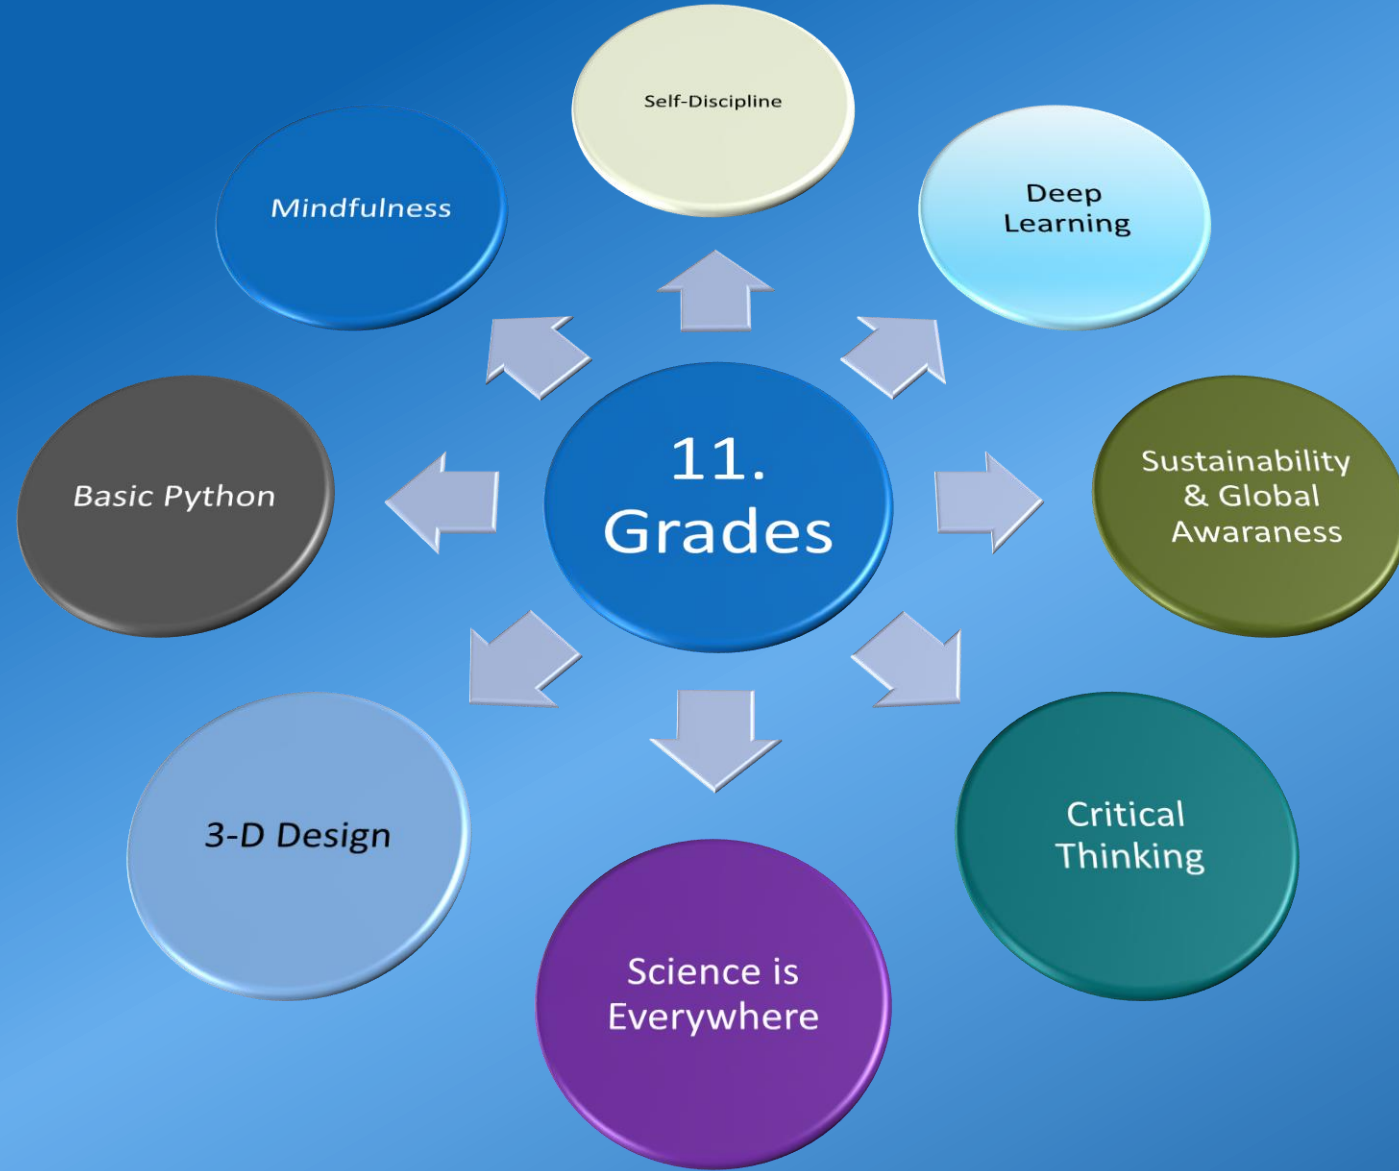 Self-Discipline
Mindfulness
Deep
Learning
11.
Grades
Basic Python
Sustainability
& Global
Awaraness
3-D Design
Critical
Thinking
Science is
Everywhere